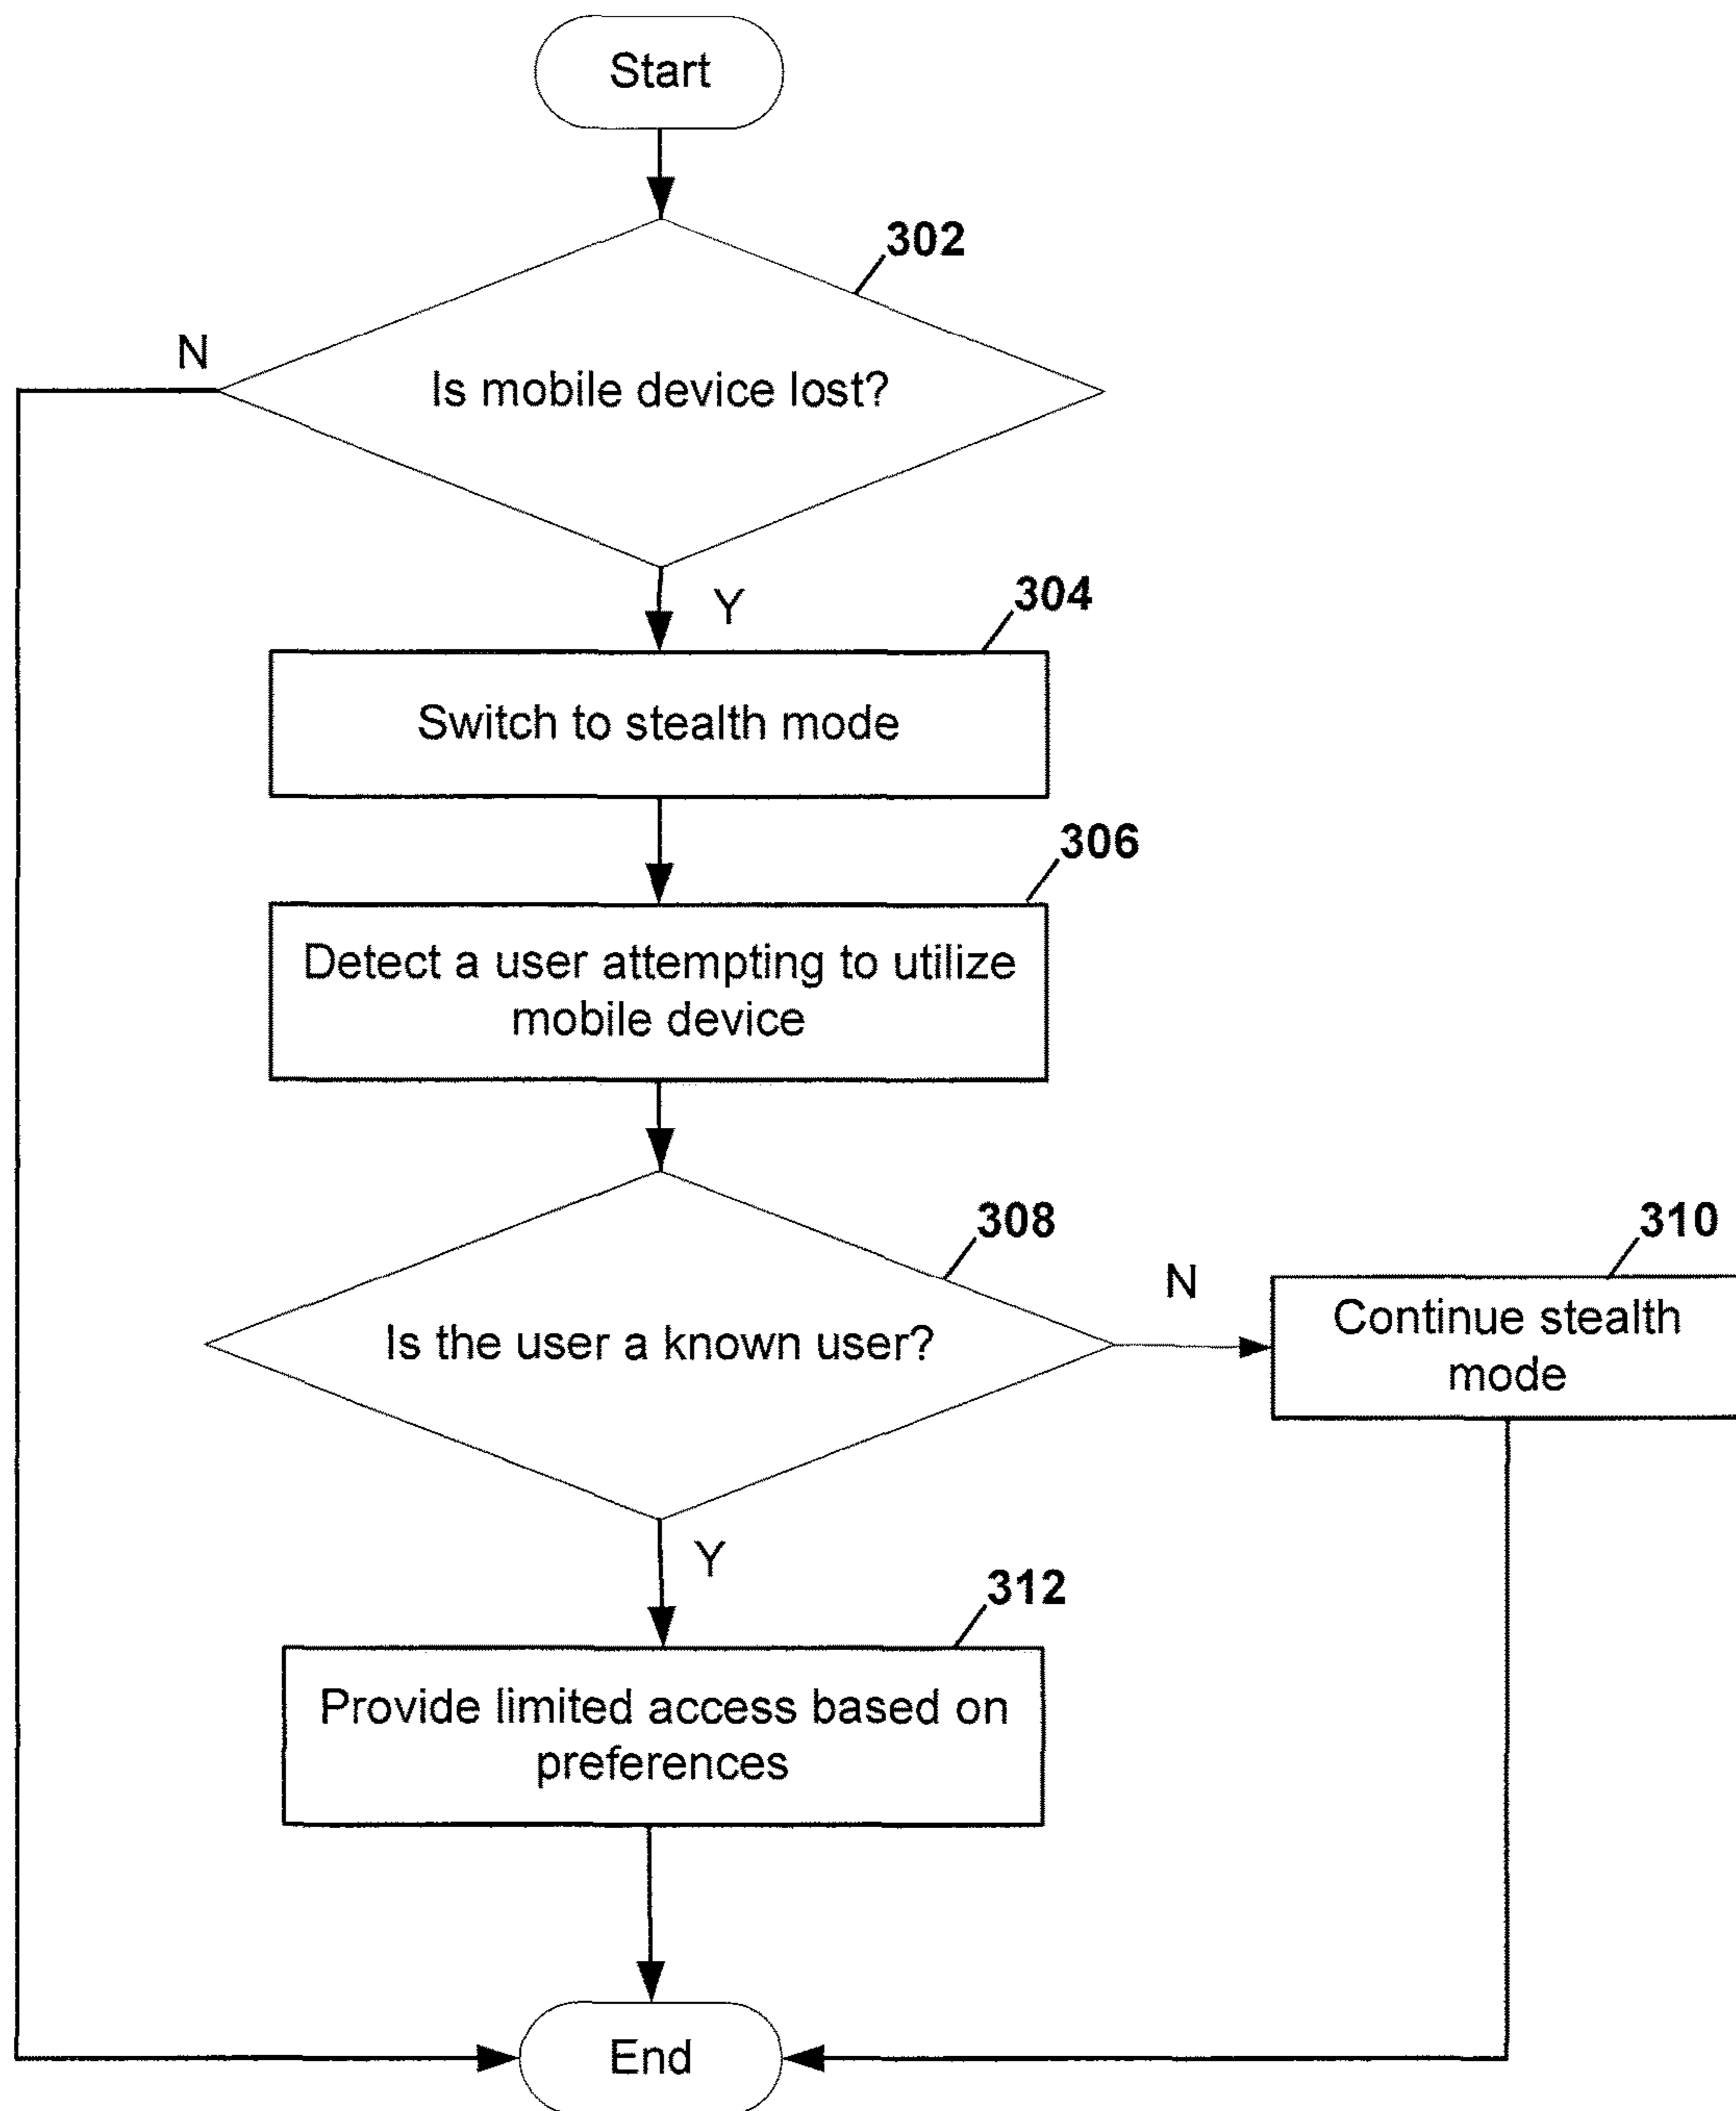 Start
302
N
Is mobile device lost?
Y
304
Switch to stealth mode
306
Detect a user attempting to utilize
mobile device
308
N
310
Is the user a known user?
Continue stealth
mode
Y
312
Provide limited access based on
preferences
End